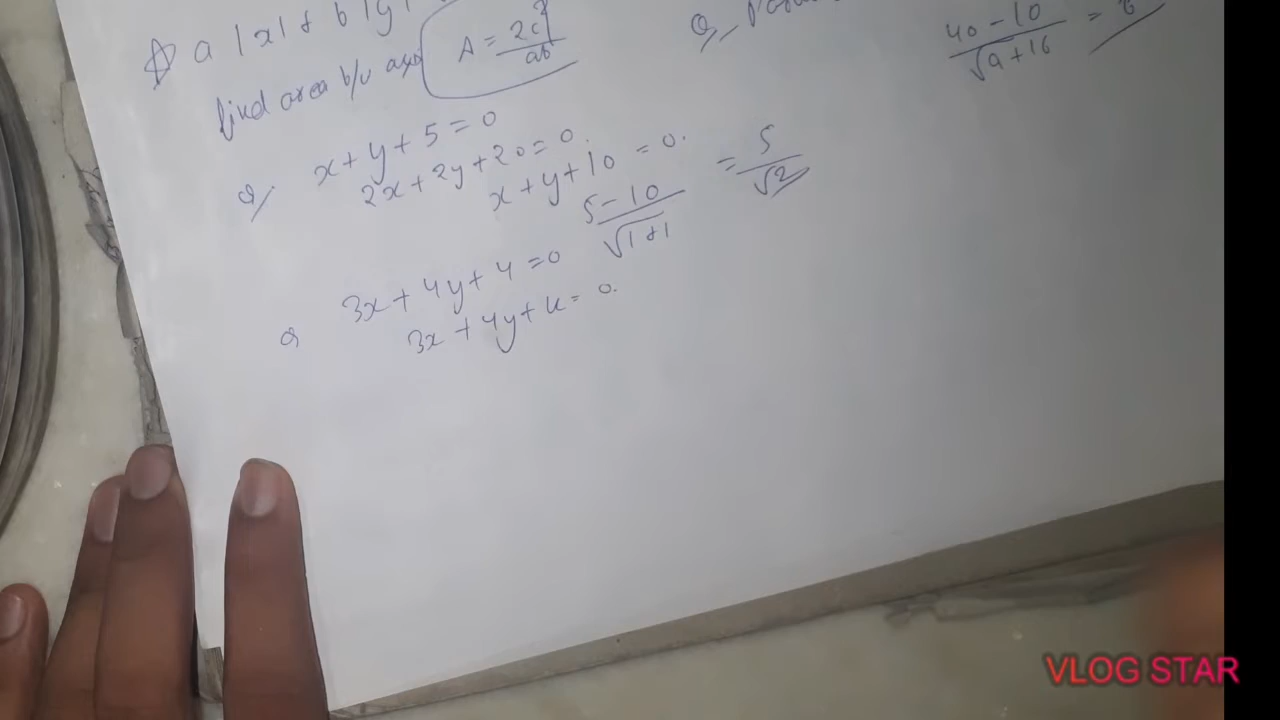 a |x| + b |y|
find area b/w
A = 2c²/ab
Q,
40 - 10 / √9+16 = 6
Q/ x + y + 5 = 0
2x + 2y + 20 = 0.
x + y + 10 = 0.
5 - 10 / √1+1 = 5/√2
Q 3x + 4y + 4 = 0
3x + 4y + k = 0.
VLOG STAR